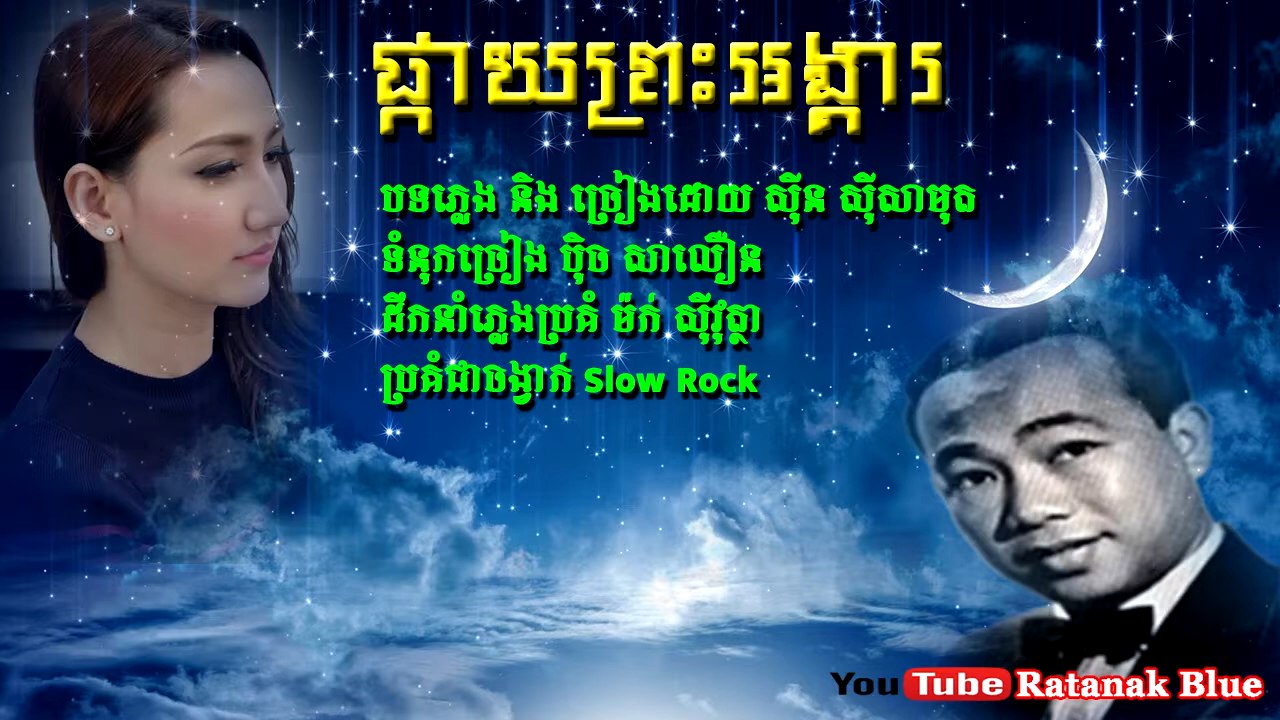 ផ្កាយព្រះអង្គារ
បទភ្លេង និង ច្រៀងដោយ ស៊ីន ស៊ីសាមុត
ទំនុកច្រៀង ប៉ិច សាលឿន
ដឹកនាំភ្លេងប្រគំ ម៉ក់ ស៊ីវុត្ថា
ប្រគំជាចង្វាក់ Slow Rock
YouTube Ratanak Blue